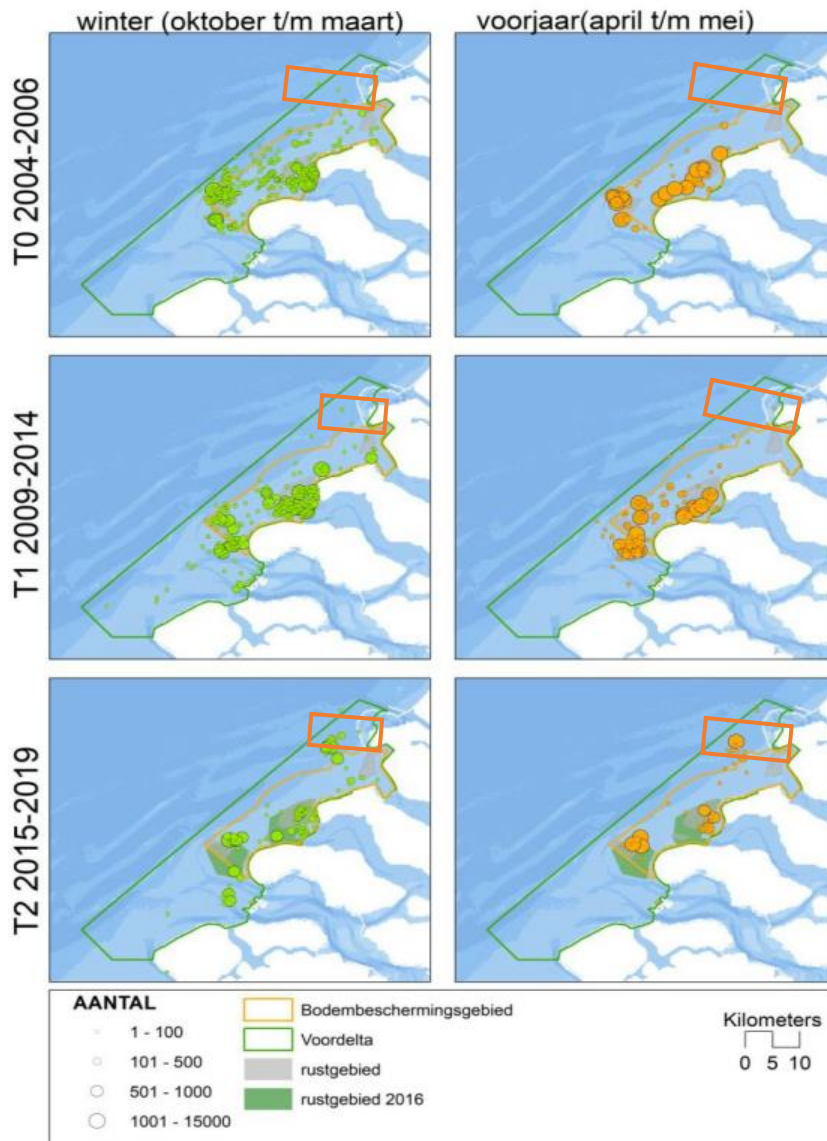 winter (oktober t/m maart)
voorjaar(april t/m mei)
T0 2004-2006
T1 2009-2014
T2 2015-2019
AANTAL
1 - 100
101 - 500
501 - 1000
1001 - 15000
Bodembeschermingsgebied
Voordelta
rustgebied
rustgebied 2016
Kilometers
0 5 10